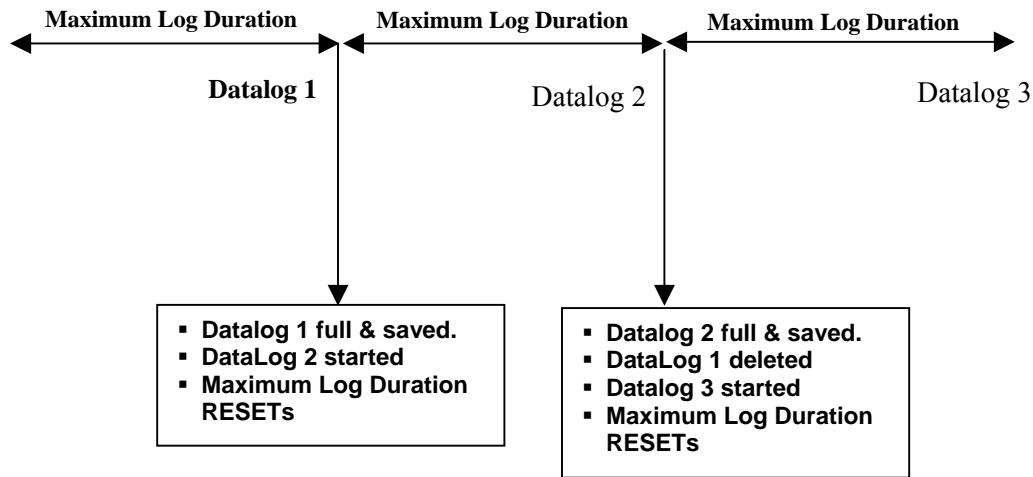 Maximum Log Duration
Maximum Log Duration
Maximum Log Duration
Datalog 1
Datalog 2
Datalog 3
▪ Datalog 1 full & saved.
▪ DataLog 2 started
▪ Maximum Log Duration
RESETs
▪ Datalog 2 full & saved.
▪ DataLog 1 deleted
▪ Datalog 3 started
▪ Maximum Log Duration
RESETs